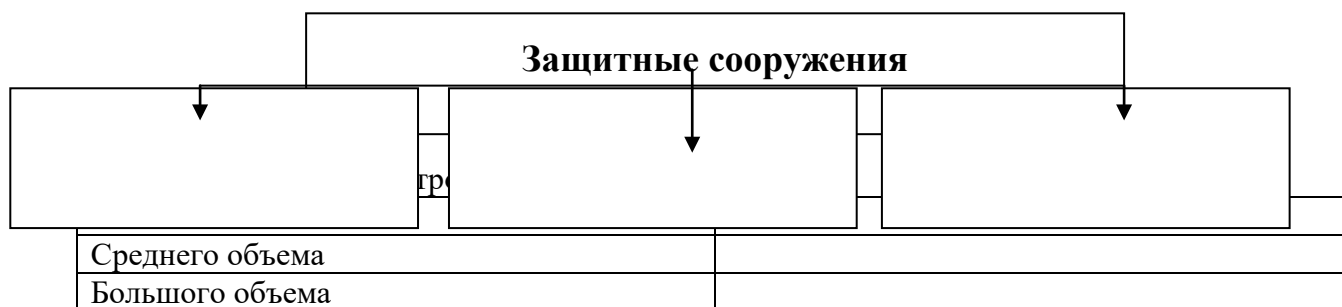 Защитные сооружения
Среднего объема
Большого объема